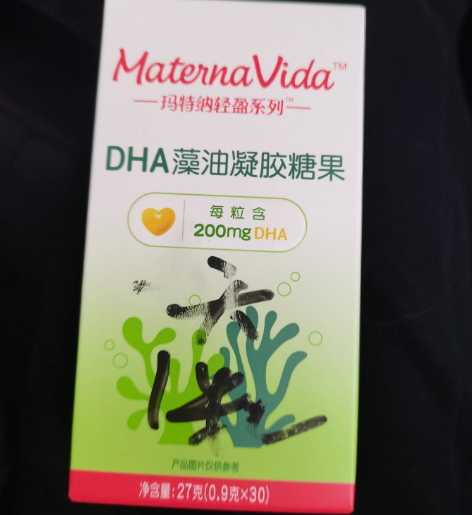 MaternaVida™
玛特纳轻盈系列™
DHA藻油凝胶糖果
每粒含
200mg DHA
产品图片仅供参考
净含量:27克(0.9克×30)